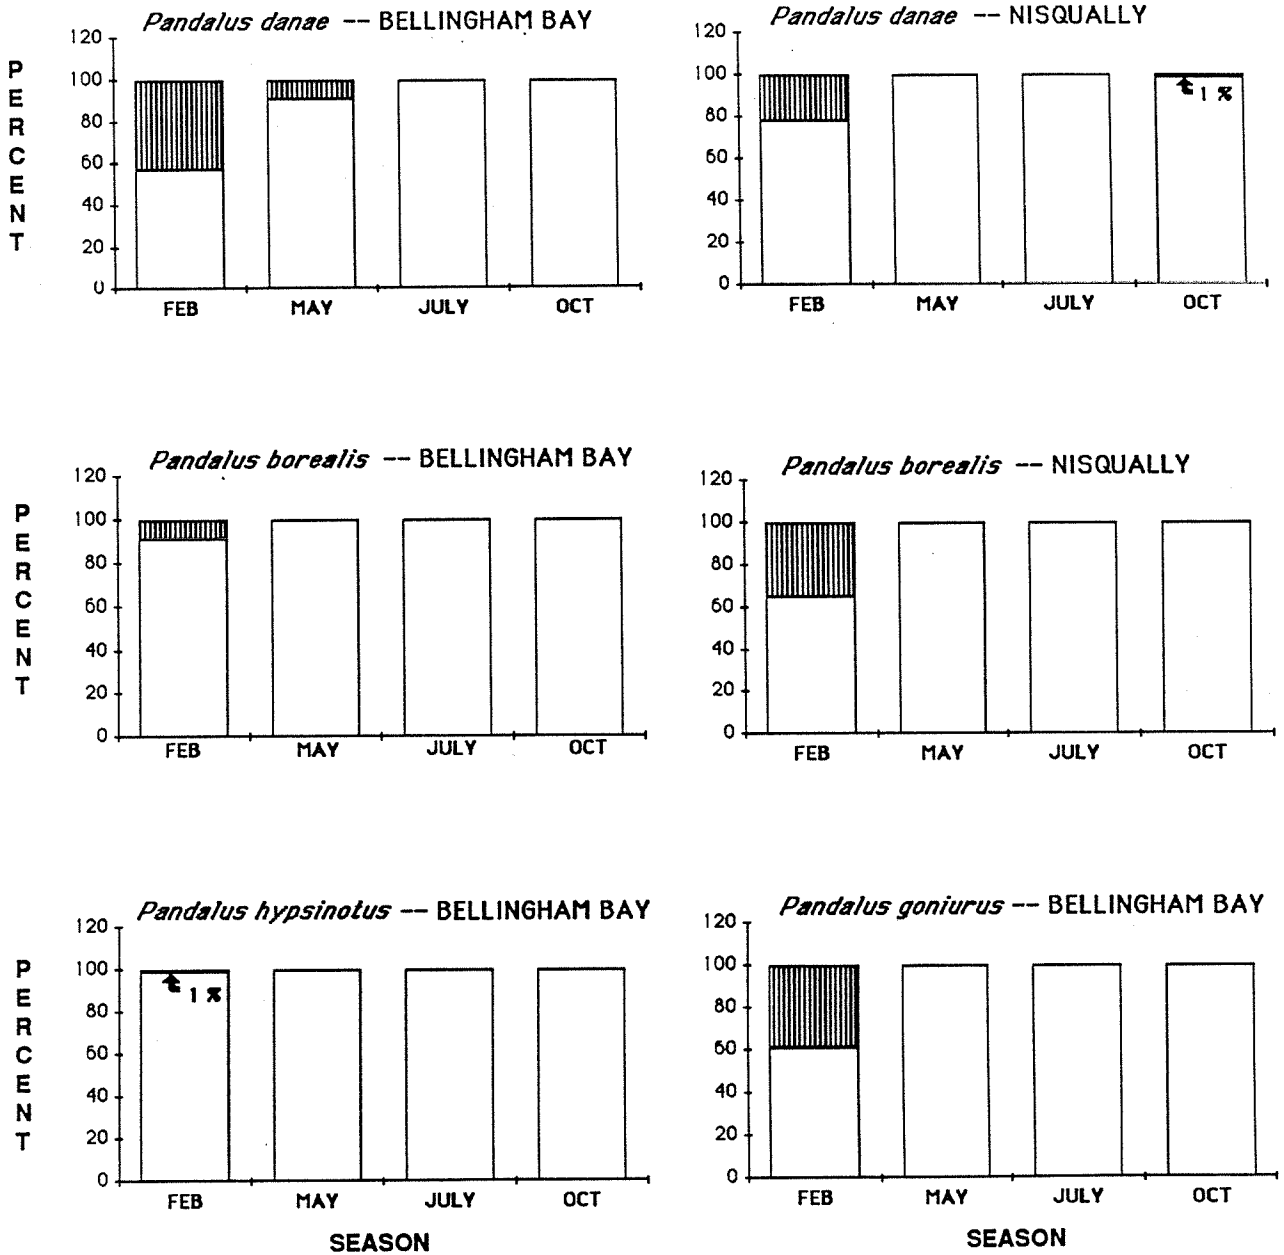 Pandalus danae -- BELLINGHAM BAY
PERCENT
120
100
80
60
40
20
0
FEB MAY JULY OCT
Pandalus danae -- NISQUALLY
120
100
80
60
40
20
0
1 %
FEB MAY JULY OCT
Pandalus borealis -- BELLINGHAM BAY
PERCENT
120
100
80
60
40
20
0
FEB MAY JULY OCT
Pandalus borealis -- NISQUALLY
120
100
80
60
40
20
0
FEB MAY JULY OCT
Pandalus hypsinotus -- BELLINGHAM BAY
PERCENT
120
100
80
60
40
20
0
1 %
FEB MAY JULY OCT
SEASON
Pandalus goniurus -- BELLINGHAM BAY
120
100
80
60
40
20
0
FEB MAY JULY OCT
SEASON